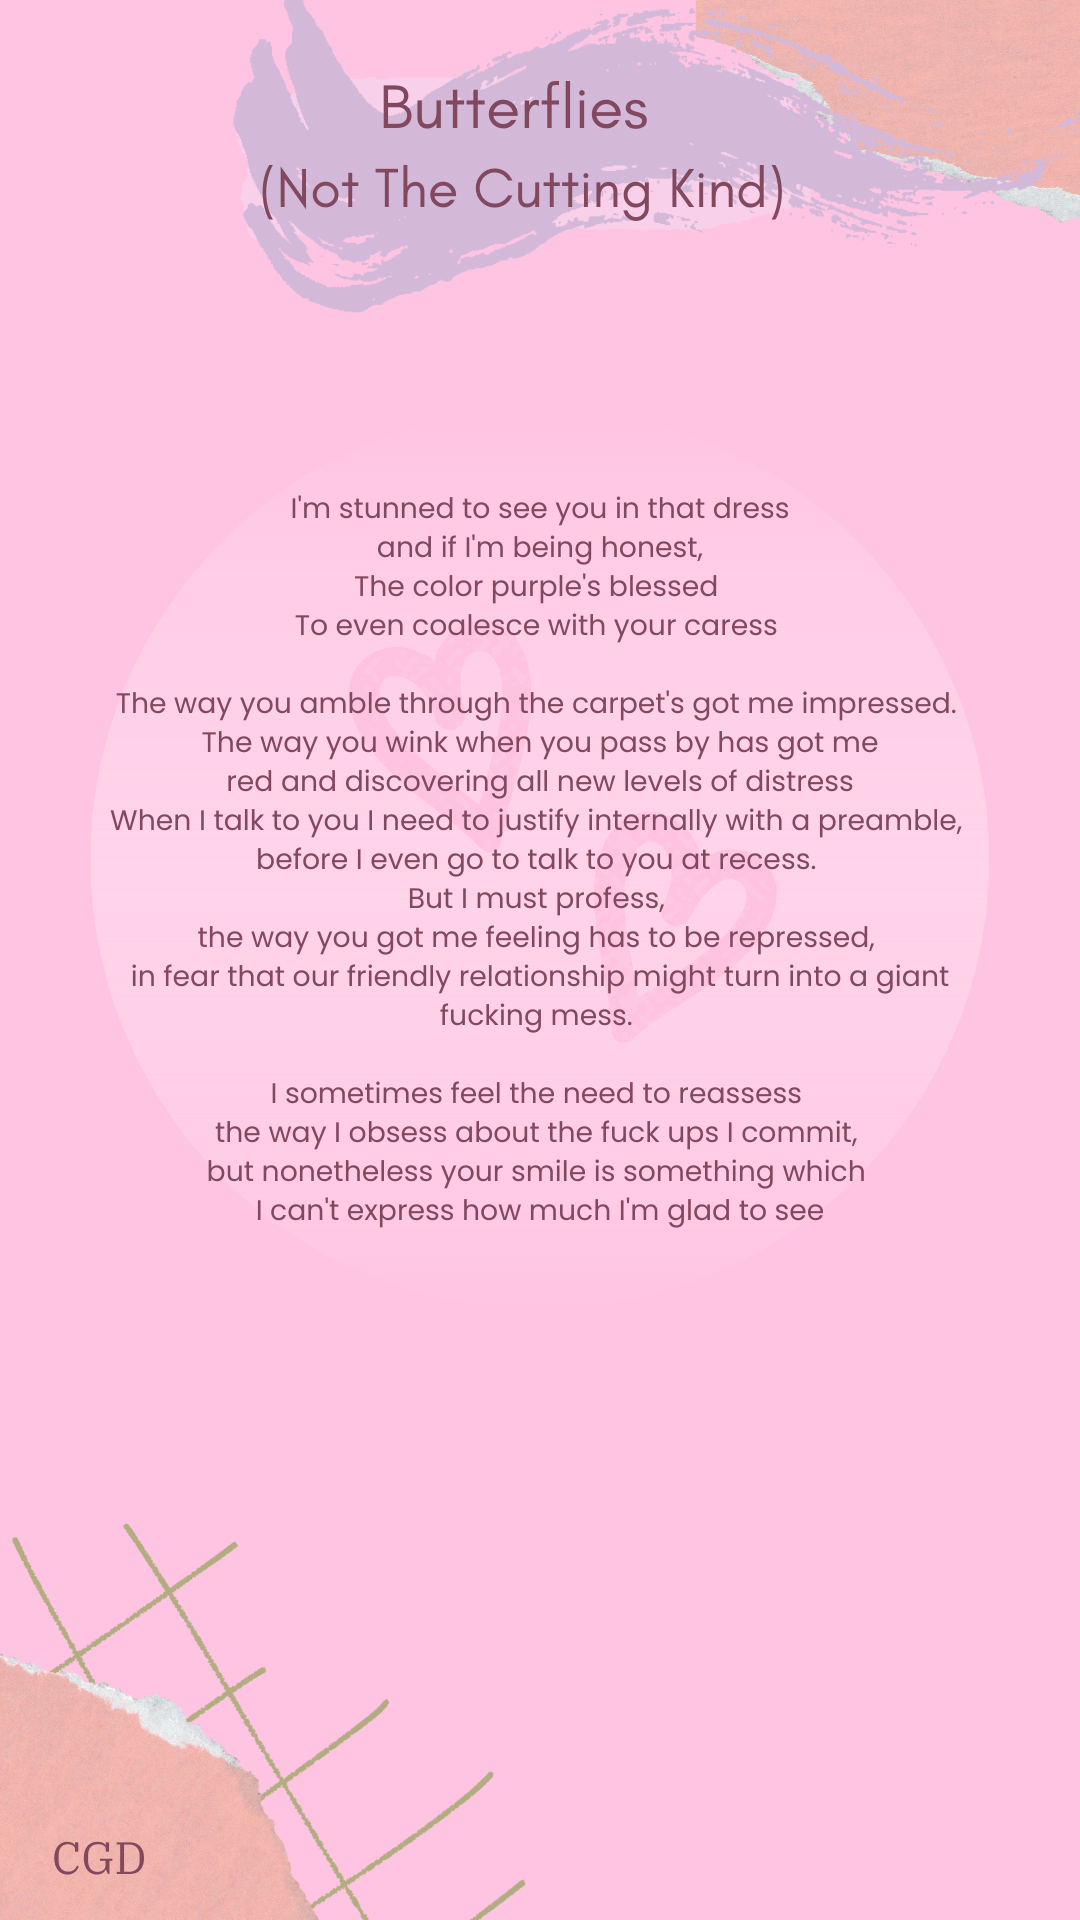 Butterflies
(Not The Cutting Kind)
I'm stunned to see you in that dress
and if I'm being honest,
The color purple's blessed
To even coalesce with your caress
The way you amble through the carpet's got me impressed.
The way you wink when you pass by has got me
red and discovering all new levels of distress
When I talk to you I need to justify internally with a preamble,
before I even go to talk to you at recess.
But I must profess,
the way you got me feeling has to be repressed,
in fear that our friendly relationship might turn into a giant
fucking mess.
I sometimes feel the need to reassess
the way I obsess about the fuck ups I commit,
but nonetheless your smile is something which
I can't express how much I'm glad to see
CGD